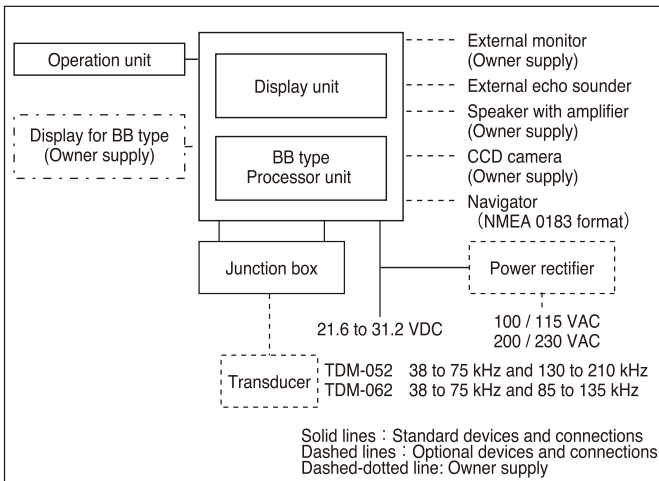 Operation unit
Display for BB type
(Owner supply)
Display unit
BB type
Processor unit
External monitor
(Owner supply)
External echo sounder
Speaker with amplifier
(Owner supply)
CCD camera
(Owner supply)
Navigator
(NMEA 0183 format)
Junction box
Power rectifier
21.6 to 31.2 VDC
100 / 115 VAC
200 / 230 VAC
Transducer
TDM-052 38 to 75 kHz and 130 to 210 kHz
TDM-062 38 to 75 kHz and 85 to 135 kHz
Solid lines : Standard devices and connections
Dashed lines : Optional devices and connections
Dashed-dotted line: Owner supply